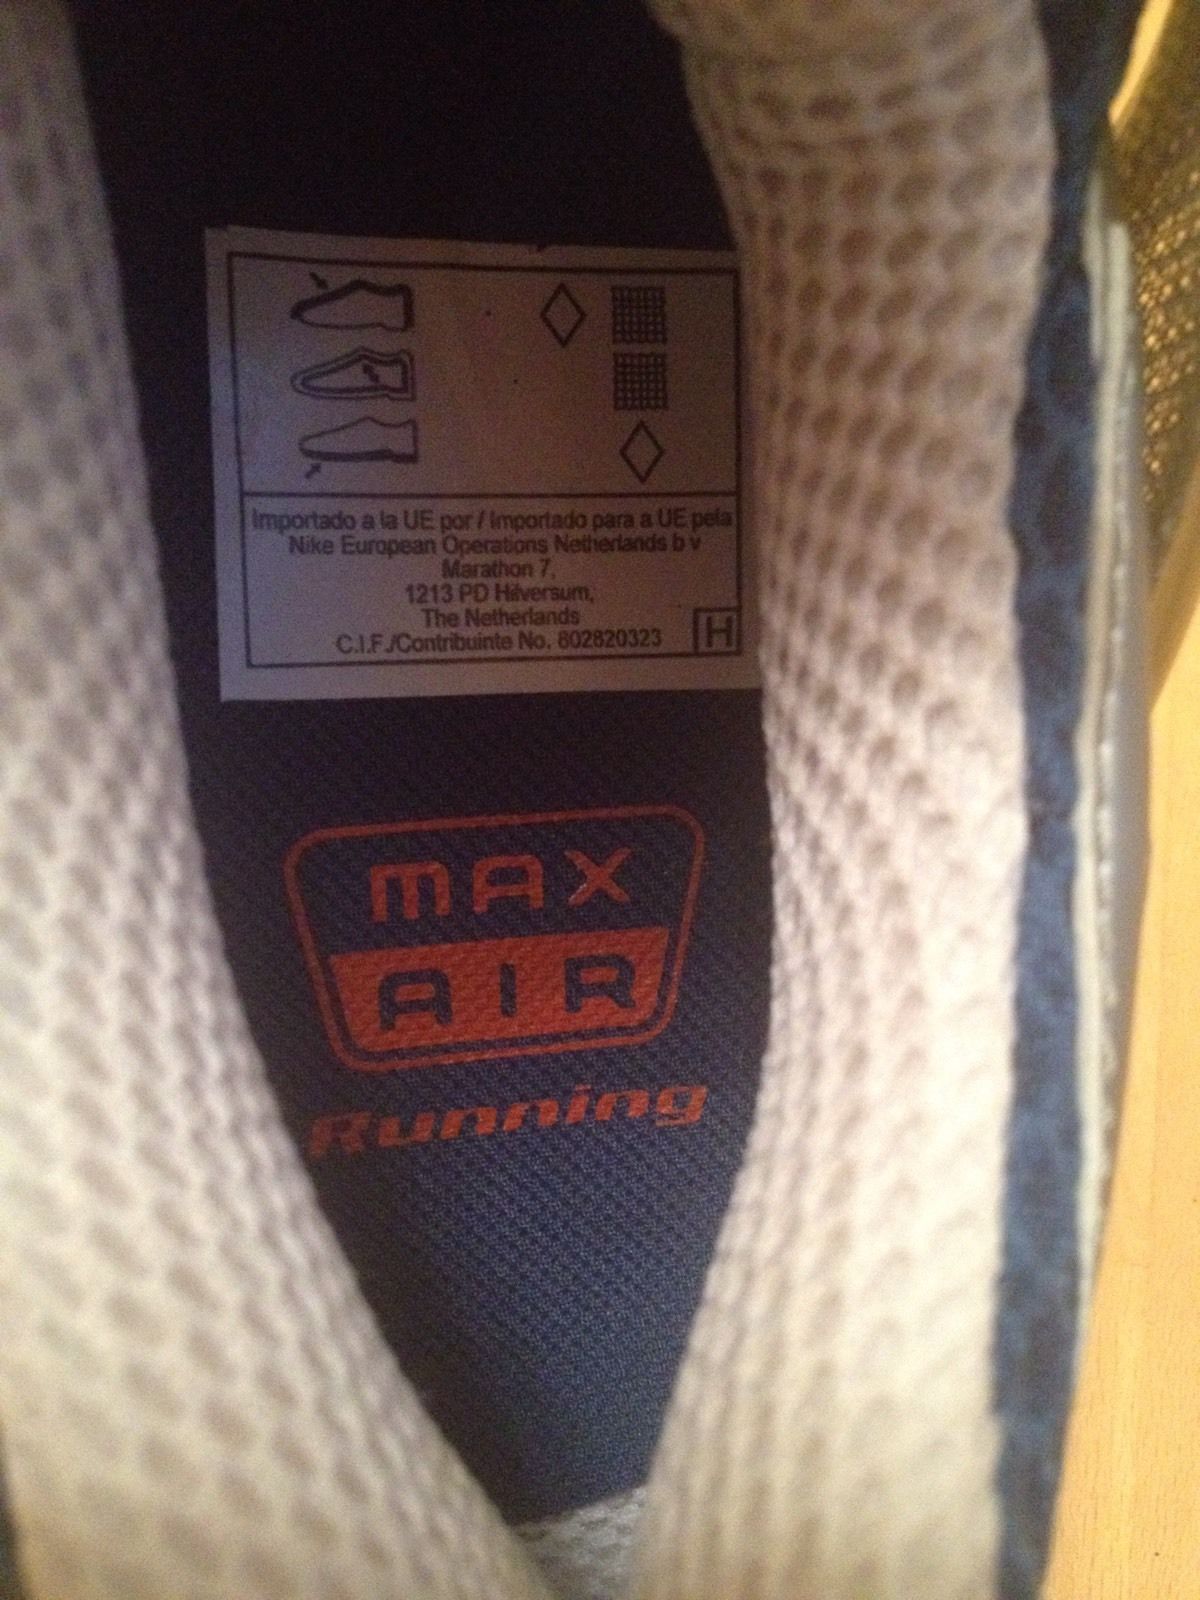 Importado a la UE por / Importado para a UE pela
Nike European Operations Netherlands b v
Marathon 7,
1213 PD Hilversum,
The Netherlands
C.I.F./Contribuinte No. 802820323
H
MAX
AIR
Running